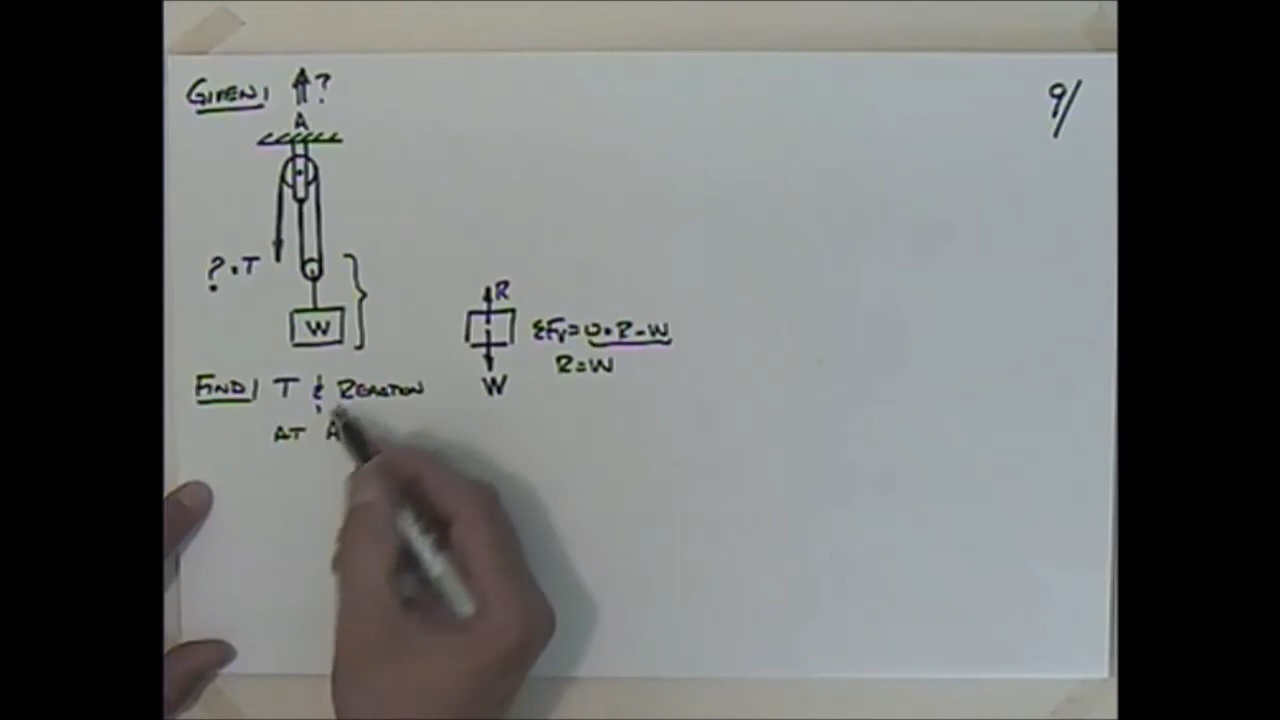 GIVEN;
?
A
9/
? • T
W
R
ΣFy = 0 = R - W
R = W
W
FIND; T & REACTION
AT A